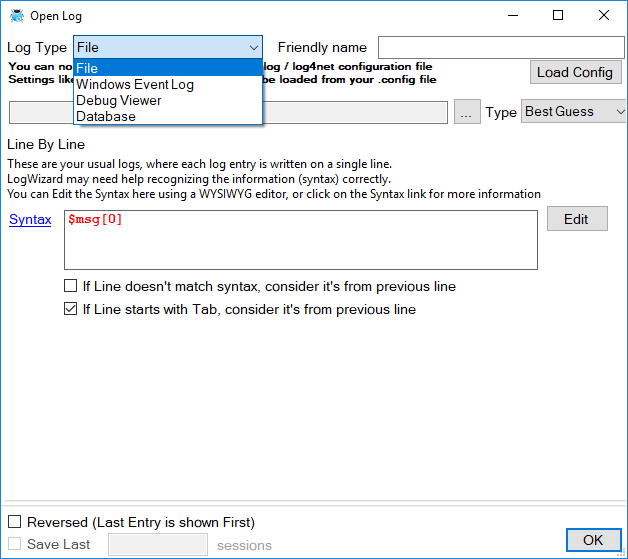 Open Log
Log Type File Friendly name
File
Windows Event Log
Debug Viewer
Database
You can no log / log4net configuration file
Settings lik be loaded from your .config file
Load Config
... Type Best Guess
Line By Line
These are your usual logs, where each log entry is written on a single line.
LogWizard may need help recognizing the information (syntax) correctly.
You can Edit the Syntax here using a WYSIWYG editor, or click on the Syntax link for more information
Syntax $msg[0] Edit
If Line doesn't match syntax, consider it's from previous line
If Line starts with Tab, consider it's from previous line
Reversed (Last Entry is shown First)
Save Last sessions
OK